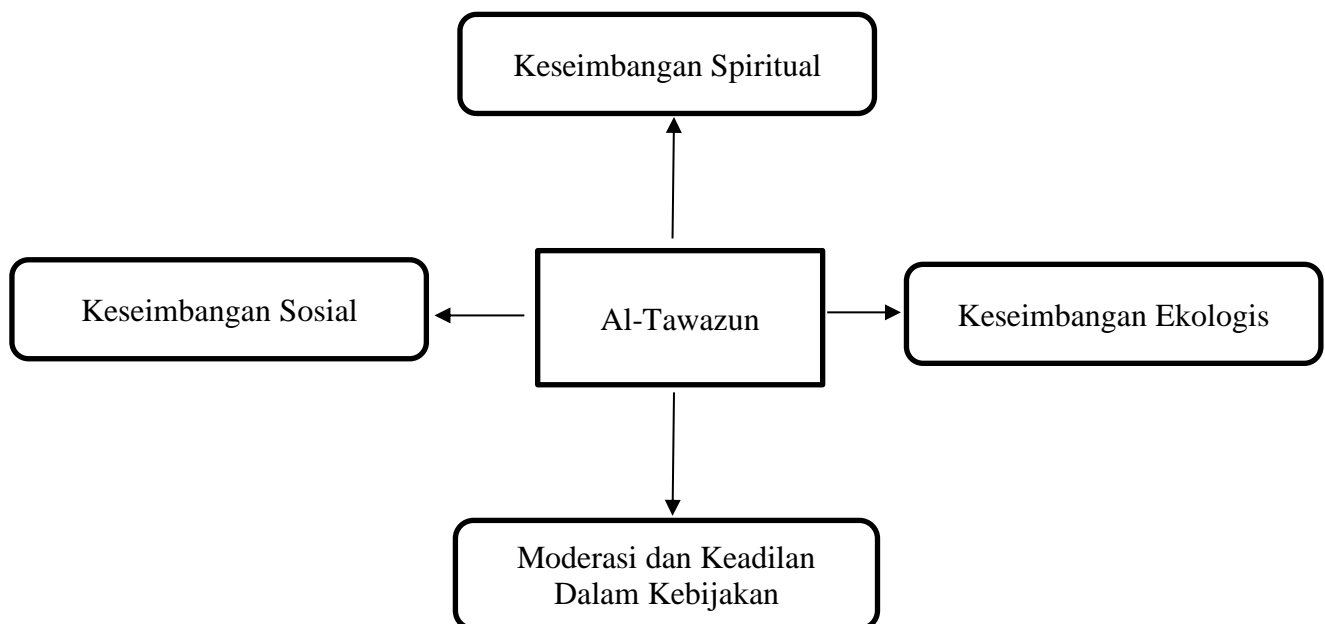 Keseimbangan Spiritual
Keseimbangan Sosial
Al-Tawazun
Keseimbangan Ekologis
Moderasi dan Keadilan
Dalam Kebijakan